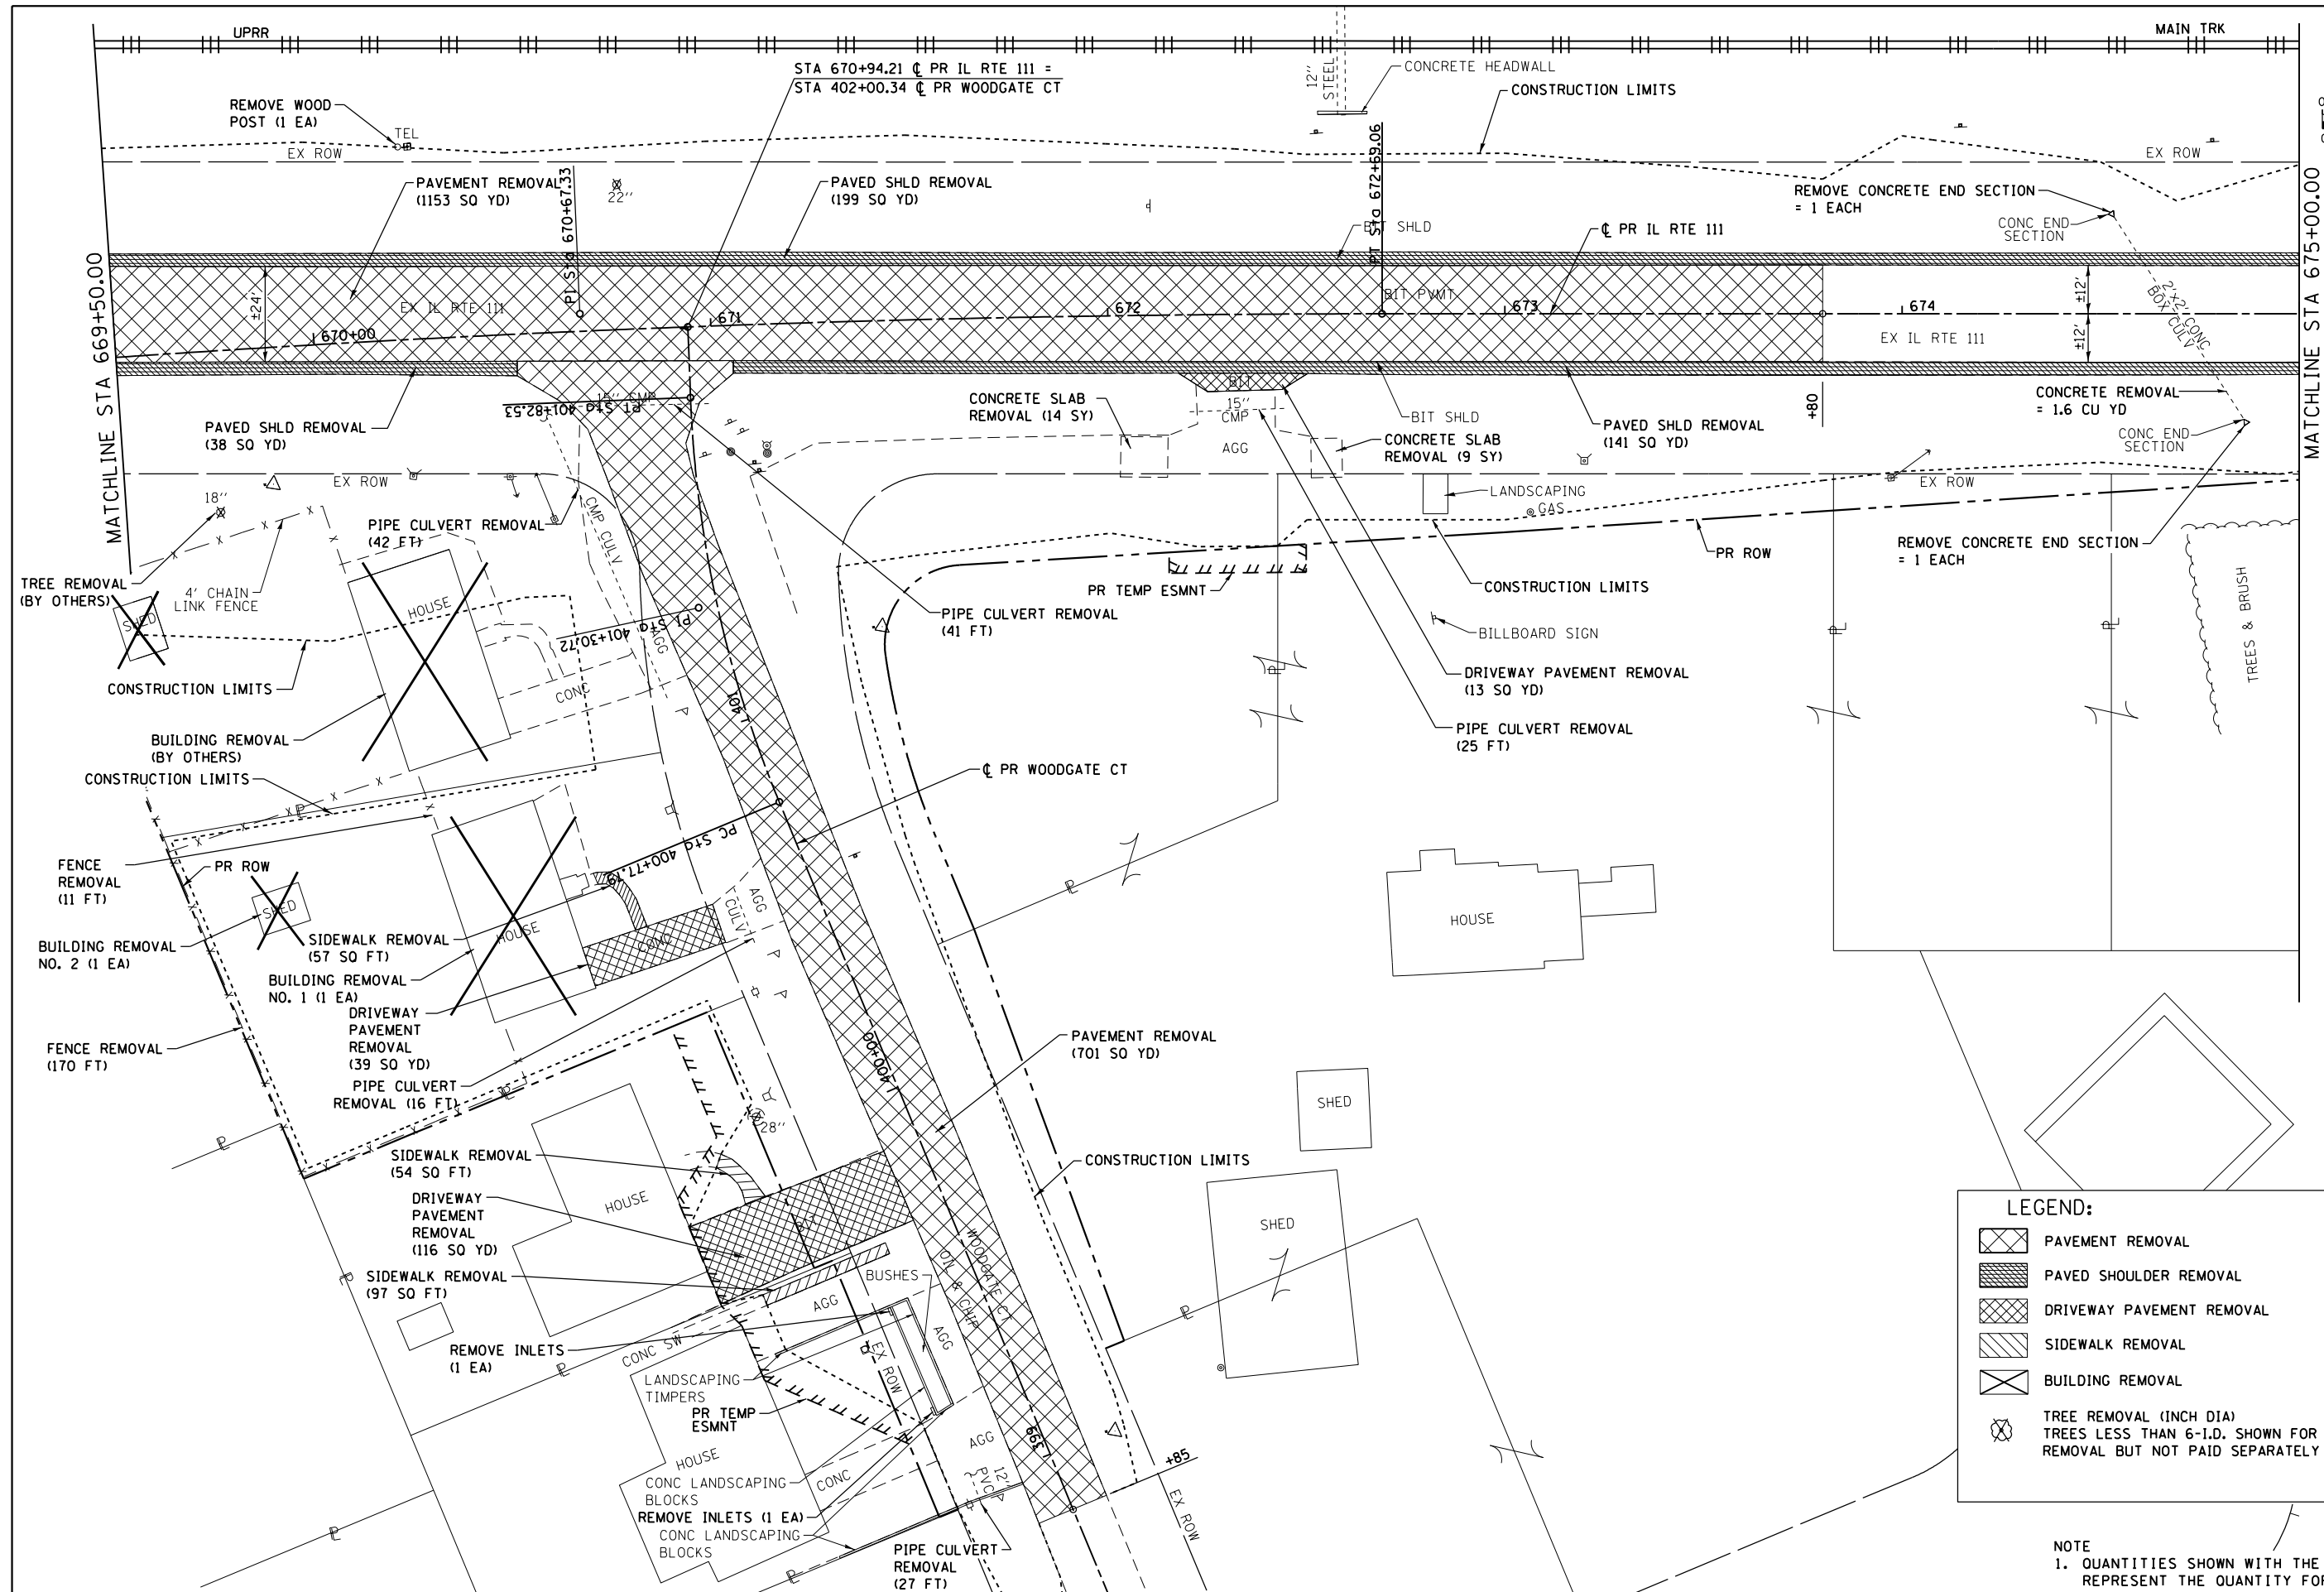 UPRR
MAIN TRK
STA 670+94.21 ℄ PR IL RTE 111 =
STA 402+00.34 ℄ PR WOODGATE CT
12''
STEEL
CONCRETE HEADWALL
CONSTRUCTION LIMITS
REMOVE WOOD
POST (1 EA)
TEL
EX ROW
EX ROW
PAVEMENT REMOVAL
(1153 SQ YD)
22''
PAVED SHLD REMOVAL
(199 SQ YD)
PT Sta 672+69.06
BIT SHLD
℄ PR IL RTE 111
REMOVE CONCRETE END SECTION
= 1 EACH
CONC END
SECTION
MATCHLINE STA 669+50.00
MATCHLINE STA 675+00.00
±24'
EX IL RTE 111
670+00
671
672
BIT PVMT
673
674
EX IL RTE 111
±12'
±12'
2'x2' CONC
BOX CULV
PAVED SHLD REMOVAL
(38 SQ YD)
15'' CMP
PT Sta 401+82.53
CONCRETE SLAB
REMOVAL (14 SY)
BIT
15''
CMP
AGG
BIT SHLD
CONCRETE SLAB
REMOVAL (9 SY)
PAVED SHLD REMOVAL
(141 SQ YD)
+80
CONCRETE REMOVAL
= 1.6 CU YD
CONC END
SECTION
18''
EX ROW
PIPE CULVERT REMOVAL
(42 FT)
CMP CULV
LANDSCAPING
GAS
EX ROW
TREE REMOVAL
(BY OTHERS)
4' CHAIN
LINK FENCE
SHED
HOUSE
PR TEMP ESMNT
CONSTRUCTION LIMITS
PR ROW
REMOVE CONCRETE END SECTION
= 1 EACH
TREES & BRUSH
PIPE CULVERT REMOVAL
(41 FT)
BILLBOARD SIGN
PI Sta 401+30.72
AGG
CONC
401
CONSTRUCTION LIMITS
DRIVEWAY PAVEMENT REMOVAL
(13 SQ YD)
PIPE CULVERT REMOVAL
(25 FT)
BUILDING REMOVAL
(BY OTHERS)
CONSTRUCTION LIMITS
℄ PR WOODGATE CT
FENCE
REMOVAL
(11 FT)
PR ROW
SHED
HOUSE
AGG
CULV
CONC
HOUSE
BUILDING REMOVAL
NO. 2 (1 EA)
SIDEWALK REMOVAL
(57 SQ FT)
BUILDING REMOVAL
NO. 1 (1 EA)
DRIVEWAY
PAVEMENT
REMOVAL
(39 SQ YD)
FENCE REMOVAL
(170 FT)
PIPE CULVERT
REMOVAL (16 FT)
400+00
PAVEMENT REMOVAL
(701 SQ YD)
SHED
28''
SIDEWALK REMOVAL
(54 SQ FT)
DRIVEWAY
PAVEMENT
REMOVAL
(116 SQ YD)
HOUSE
BIT
CONSTRUCTION LIMITS
SHED
SIDEWALK REMOVAL
(97 SQ FT)
BUSHES
OIL & CHIP
WOODGATE CT
AGG
AGG
CONC SW
EX ROW
REMOVE INLETS
(1 EA)
LANDSCAPING
TIMPERS
PR TEMP
ESMNT
HOUSE
CONC
AGG
399
12''
PVC
+85
EX ROW
CONC LANDSCAPING
BLOCKS
REMOVE INLETS (1 EA)
CONC LANDSCAPING
BLOCKS
PIPE CULVERT
REMOVAL
(27 FT)
LEGEND:
PAVEMENT REMOVAL
PAVED SHOULDER REMOVAL
DRIVEWAY PAVEMENT REMOVAL
SIDEWALK REMOVAL
BUILDING REMOVAL
TREE REMOVAL (INCH DIA)
TREES LESS THAN 6-I.D. SHOWN FOR
REMOVAL BUT NOT PAID SEPARATELY
NOTE
1. QUANTITIES SHOWN WITH THE
REPRESENT THE QUANTITY FOR